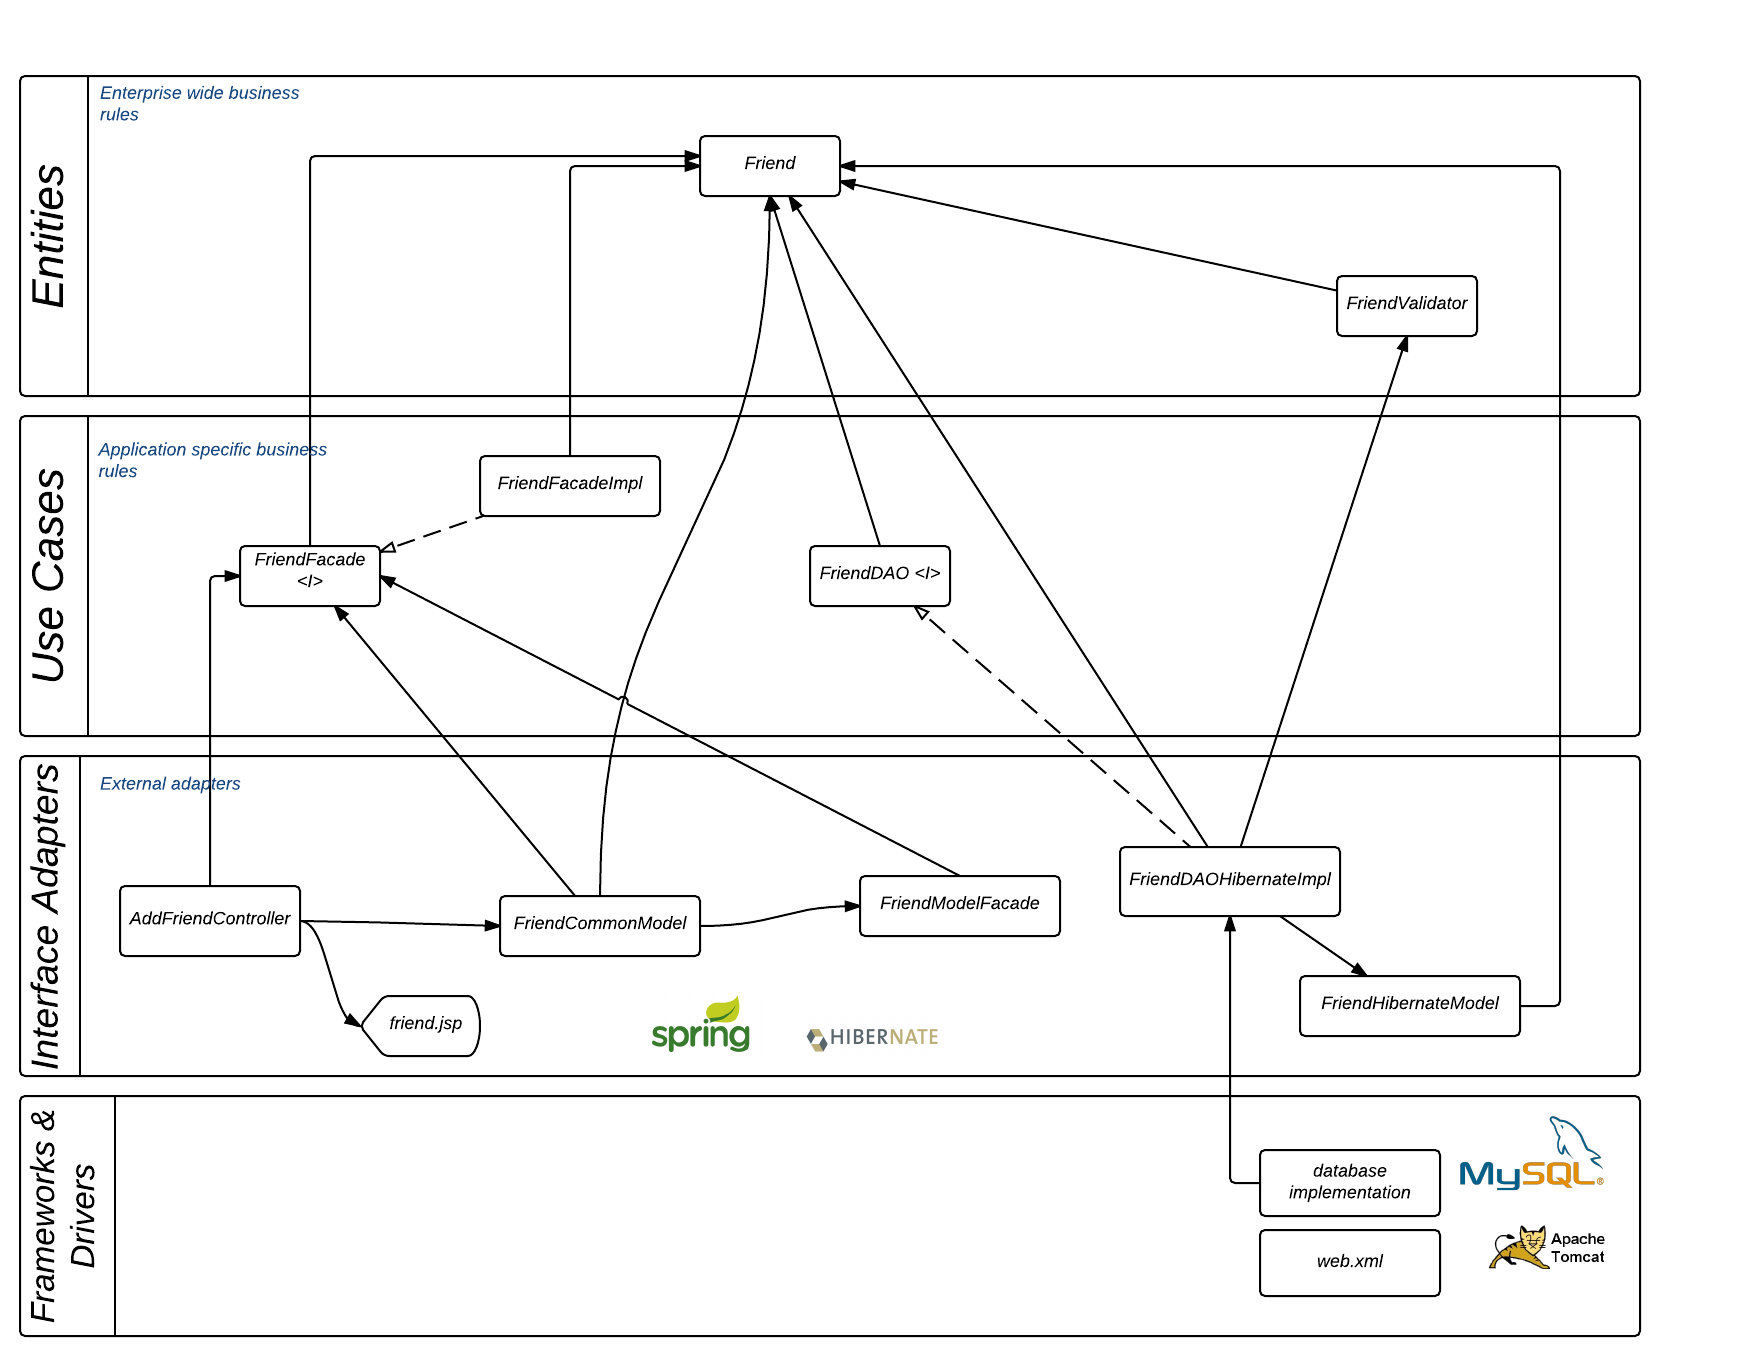 Entities
Enterprise wide business
rules
Friend
FriendValidator
Use Cases
Application specific business
rules
FriendFacadeImpl
FriendFacade
<I>
FriendDAO <I>
Interface Adapters
External adapters
AddFriendController
FriendCommonModel
FriendModelFacade
FriendDAOHibernateImpl
FriendHibernateModel
friend.jsp
spring
HIBERNATE
Frameworks &
Drivers
database
implementation
MySQL®
web.xml
Apache
Tomcat